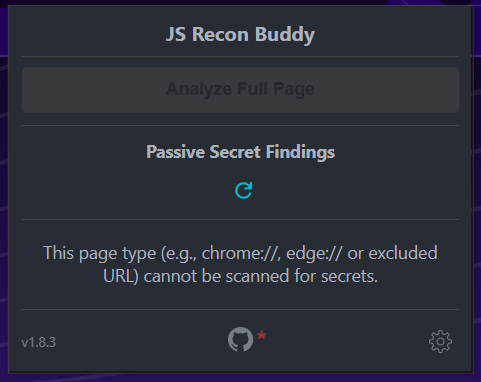 JS Recon Buddy
Analyze Full Page
Passive Secret Findings
This page type (e.g., chrome://, edge:// or excluded
URL) cannot be scanned for secrets.
v1.8.3
*